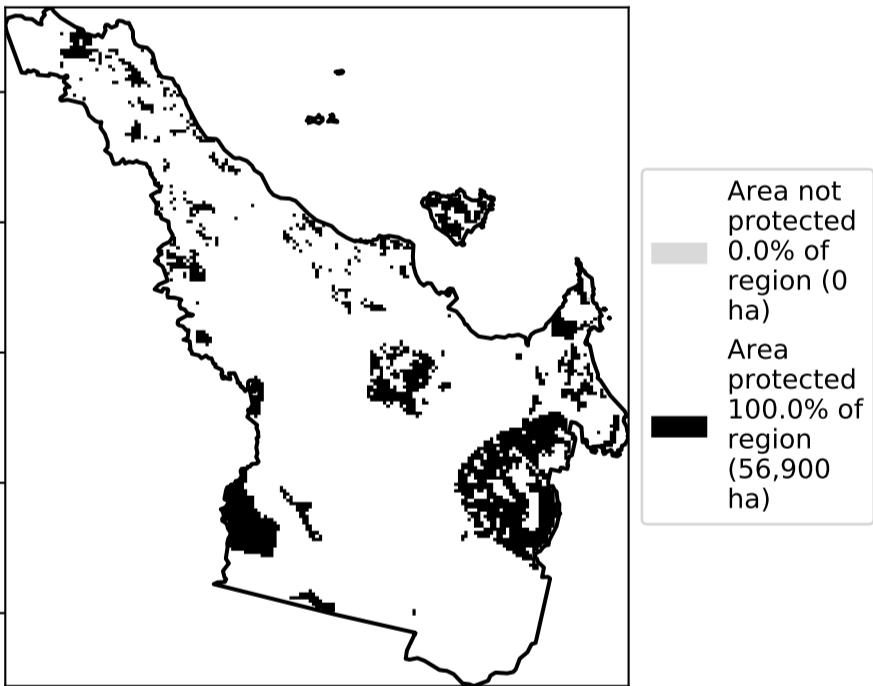 Area not
protected
0.0% of
region (0
ha)
Area
protected
100.0% of
region
(56,900
ha)